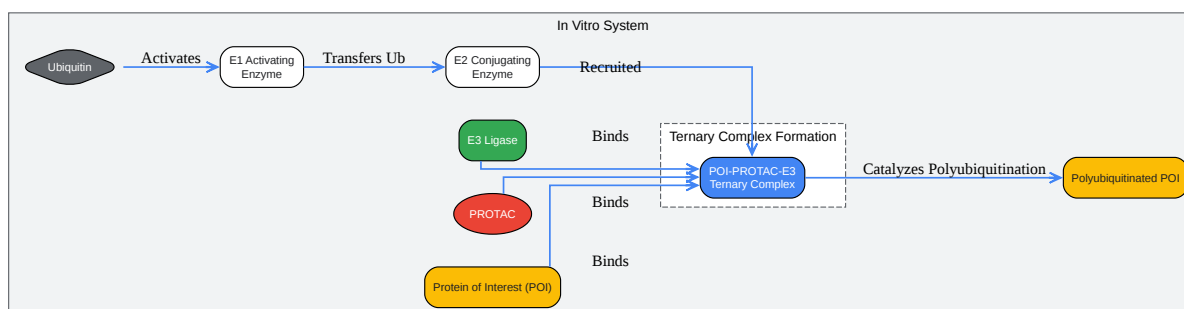 In Vitro System
Ubiquitin
Activates
E1 Activating
Enzyme
Transfers Ub
E2 Conjugating
Enzyme
Recruited
E3 Ligase
Binds
PROTAC
Binds
Protein of Interest (POI)
Binds
Ternary Complex Formation
POI-PROTAC-E3
Ternary Complex
Catalyzes Polyubiquitination
Polyubiquitinated POI